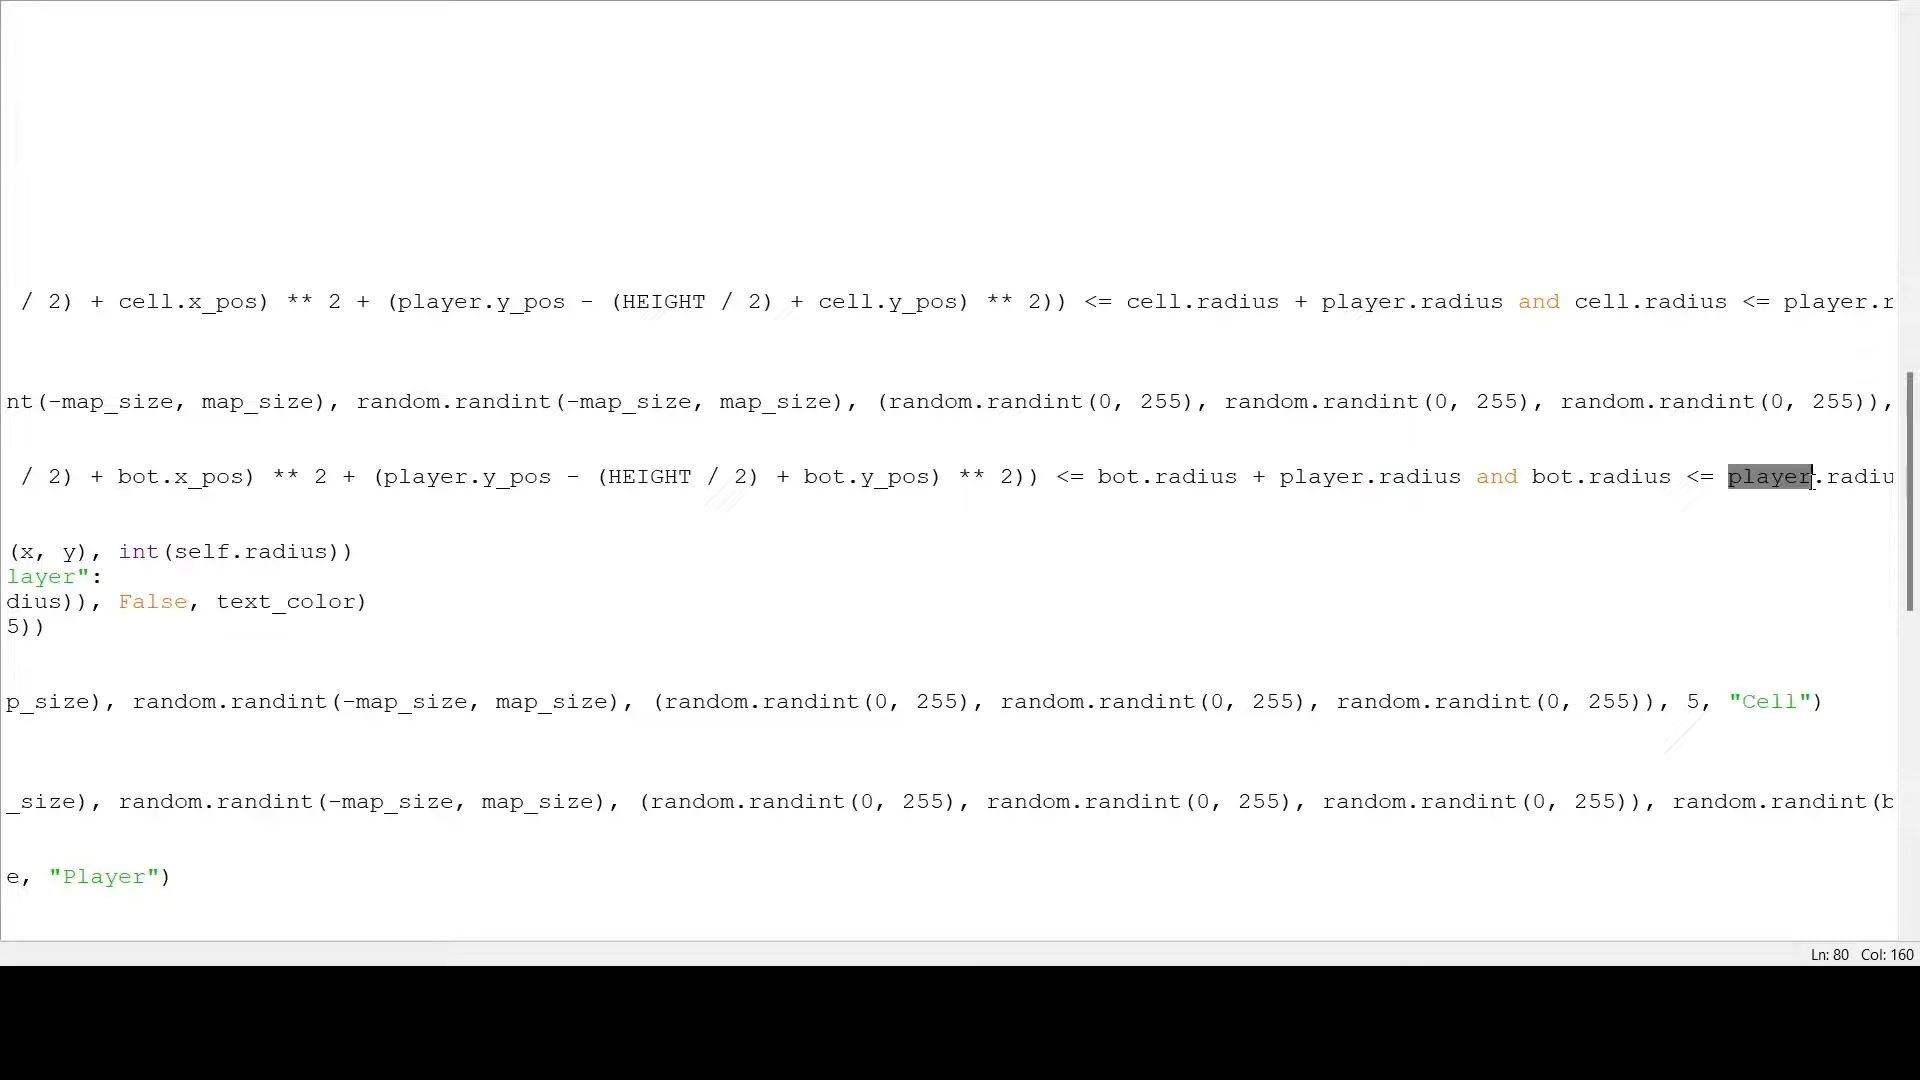 / 2) + cell.x_pos) ** 2 + (player.y_pos - (HEIGHT / 2) + cell.y_pos) ** 2)) <= cell.radius + player.radius and cell.radius <= player.r
nt(-map_size, map_size), random.randint(-map_size, map_size), (random.randint(0, 255), random.randint(0, 255), random.randint(0, 255)),
/ 2) + bot.x_pos) ** 2 + (player.y_pos - (HEIGHT / 2) + bot.y_pos) ** 2)) <= bot.radius + player.radius and bot.radius <= player.radiu
(x, y), int(self.radius))
layer":
dius)), False, text_color)
5))
p_size), random.randint(-map_size, map_size), (random.randint(0, 255), random.randint(0, 255), random.randint(0, 255)), 5, "Cell")
_size), random.randint(-map_size, map_size), (random.randint(0, 255), random.randint(0, 255), random.randint(0, 255)), random.randint(b
e, "Player")
Ln: 80 Col: 160